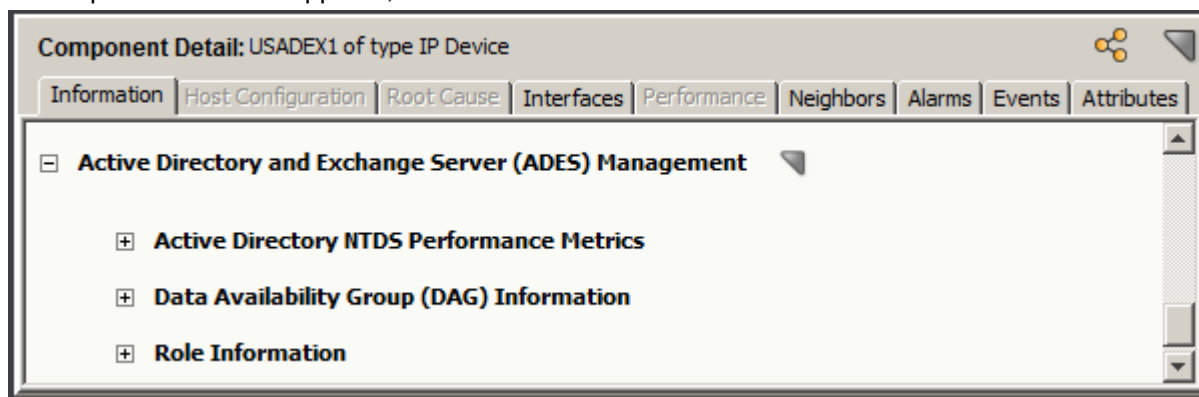 Component Detail: USADEX1 of type IP Device
Information Host Configuration Root Cause Interfaces Performance Neighbors Alarms Events Attributes
Active Directory and Exchange Server (ADES) Management
Active Directory NTDS Performance Metrics
Data Availability Group (DAG) Information
Role Information